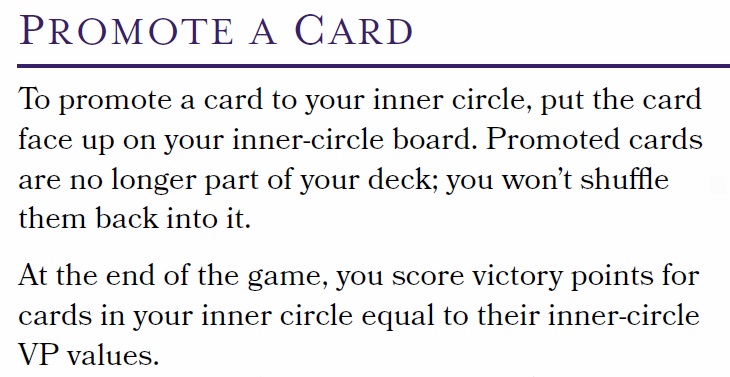 PROMOTE A CARD
To promote a card to your inner circle, put the card
face up on your inner-circle board. Promoted cards
are no longer part of your deck; you won’t shuffle
them back into it.
At the end of the game, you score victory points for
cards in your inner circle equal to their inner-circle
VP values.